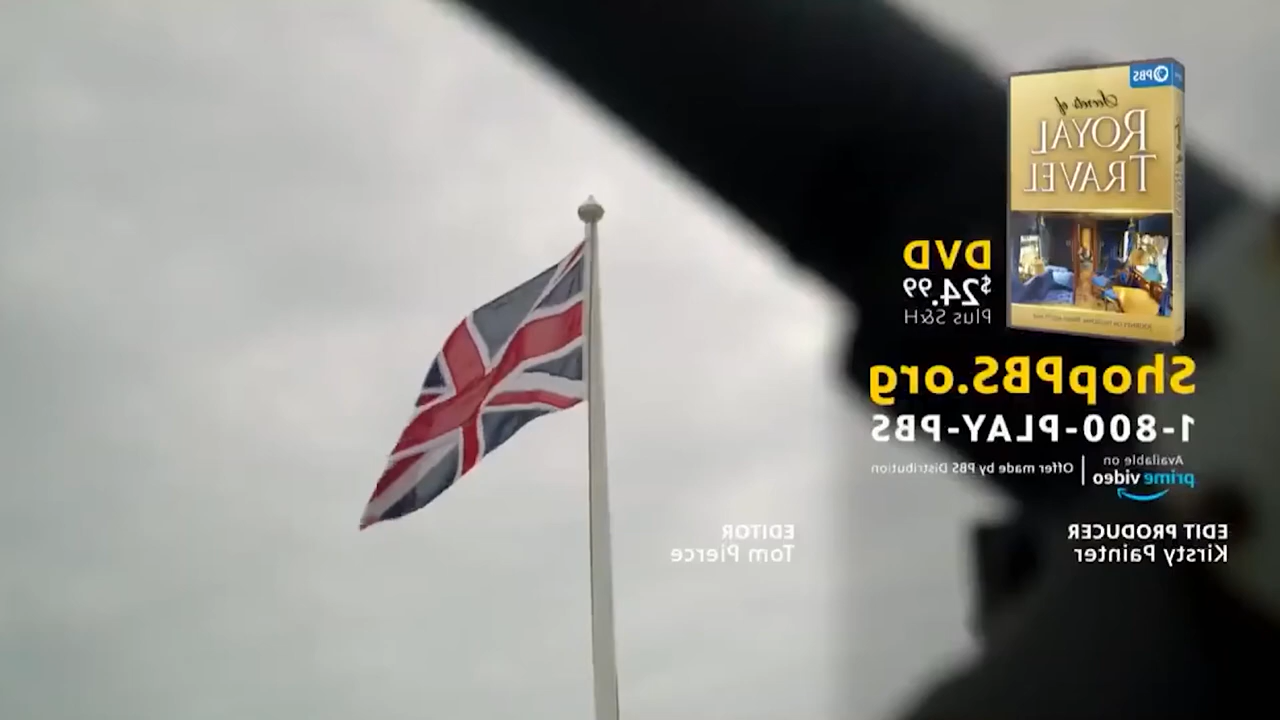 PBS
Secrets of
ROYAL
TRAVEL
DVD
$24.99
Plus S&H
ShopPBS.org
1-800-PLAY-PBS
Available on
prime video
Offer made by PBS Distribution
EDIT PRODUCER
Kirsty Painter
EDITOR
Tom Pierce